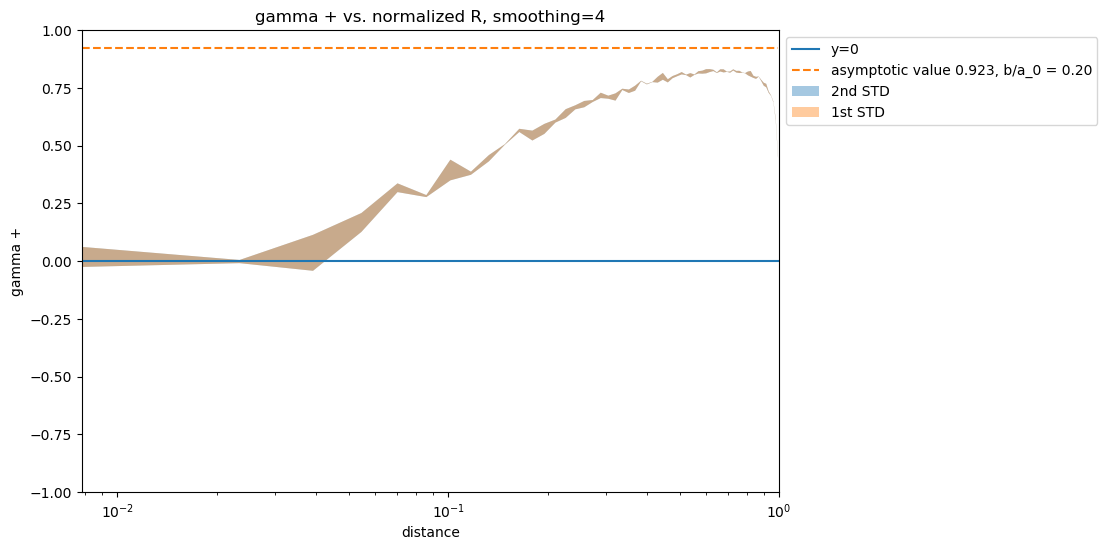 gamma + vs. normalized R, smoothing=4
1.00
0.75
0.50
0.25
0.00
−0.25
−0.50
−0.75
−1.00
gamma +
10⁻²
10⁻¹
10⁰
distance
y=0
asymptotic value 0.923, b/a_0 = 0.20
2nd STD
1st STD